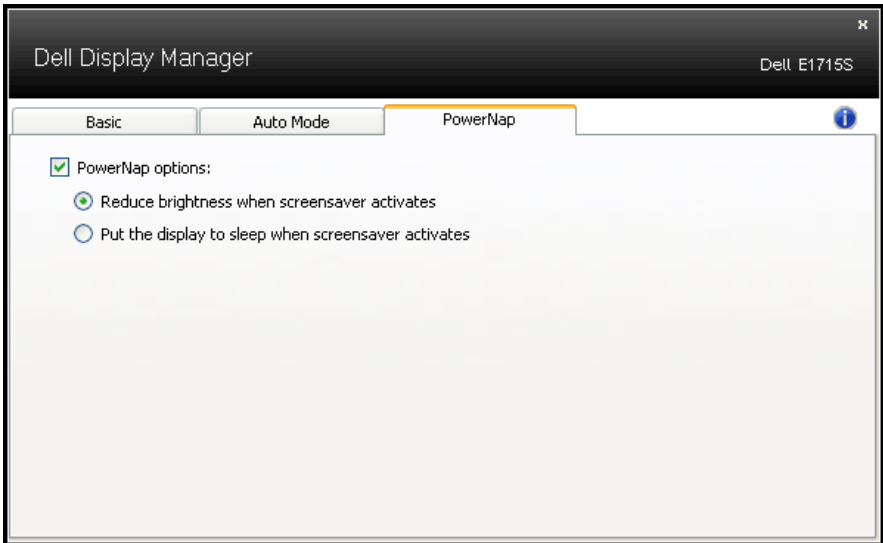 Dell Display Manager
Dell E1715S
Basic
Auto Mode
PowerNap
PowerNap options:
Reduce brightness when screensaver activates
Put the display to sleep when screensaver activates